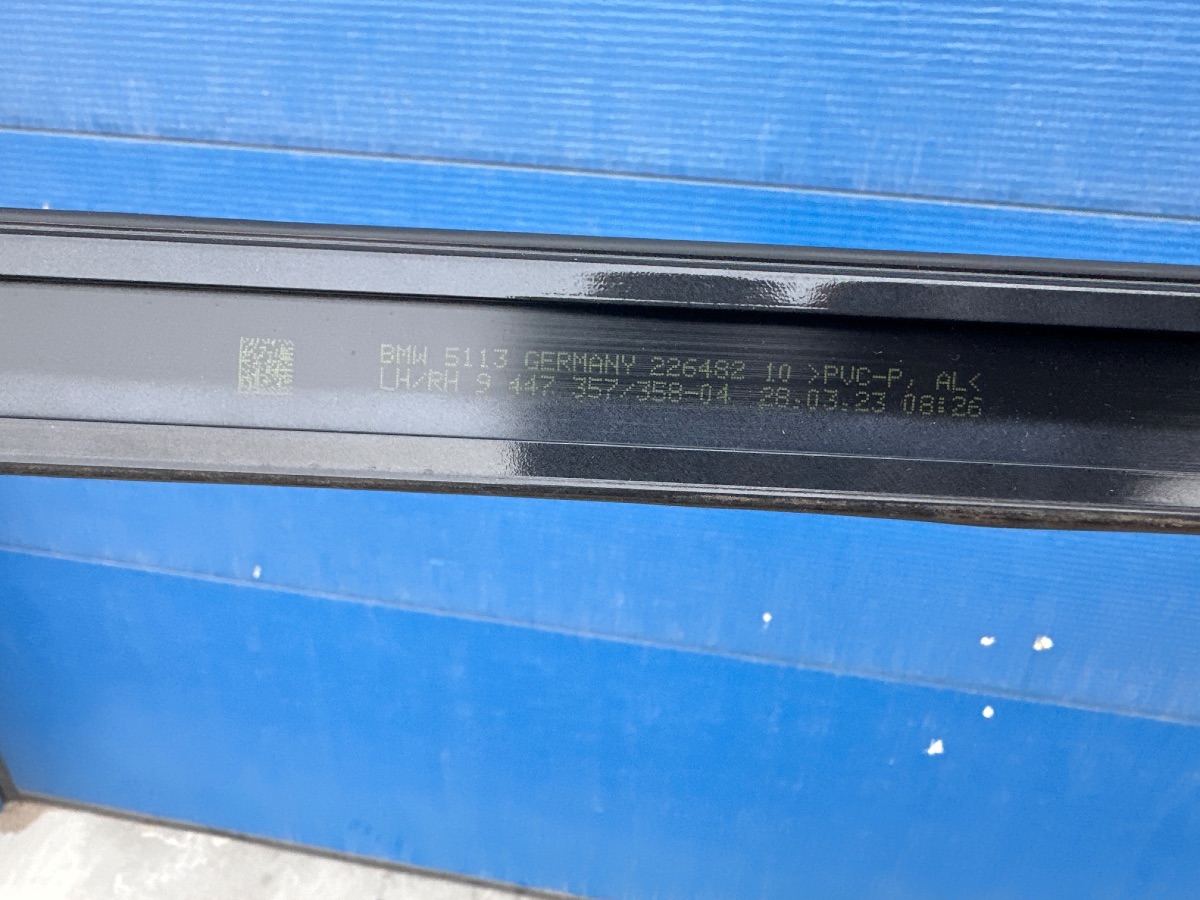 BMW 5113 GERMANY 226482 10 >PVC-P, AL<
LH/RH 9 447 357/358-04 28.03.23 08:26